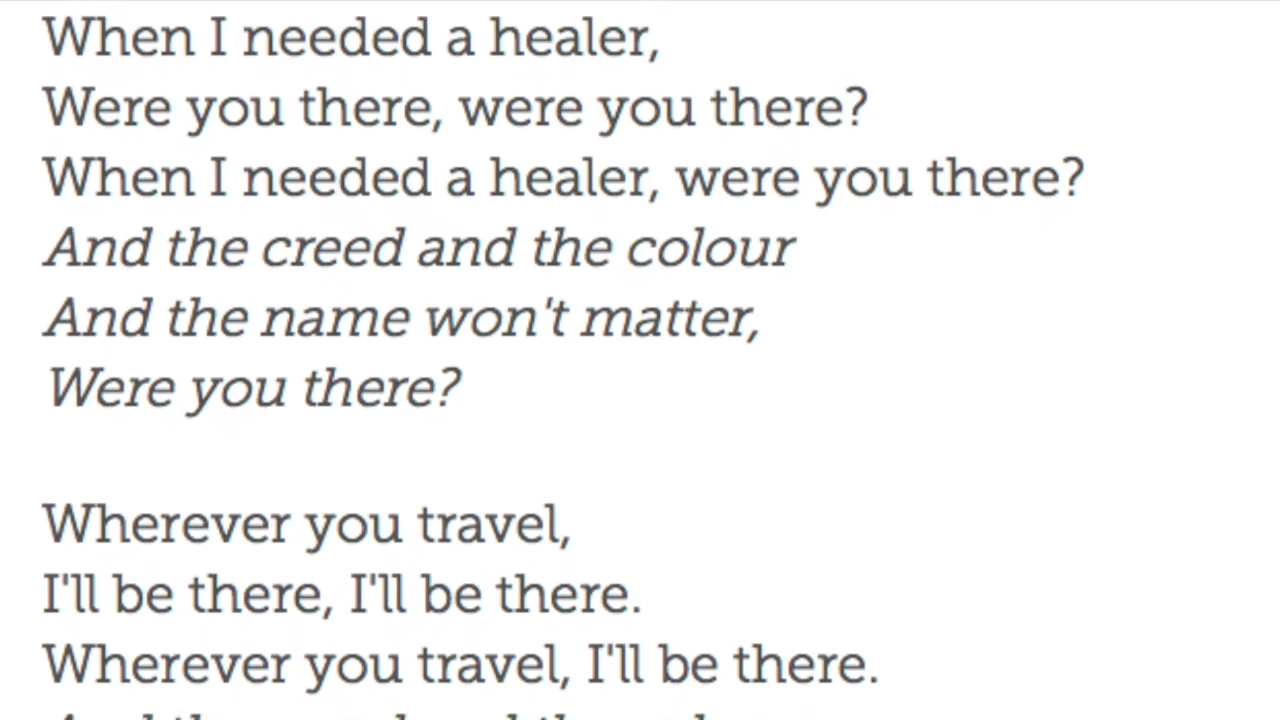 When I needed a healer,
Were you there, were you there?
When I needed a healer, were you there?
And the creed and the colour
And the name won't matter,
Were you there?
Wherever you travel,
I'll be there, I'll be there.
Wherever you travel, I'll be there.